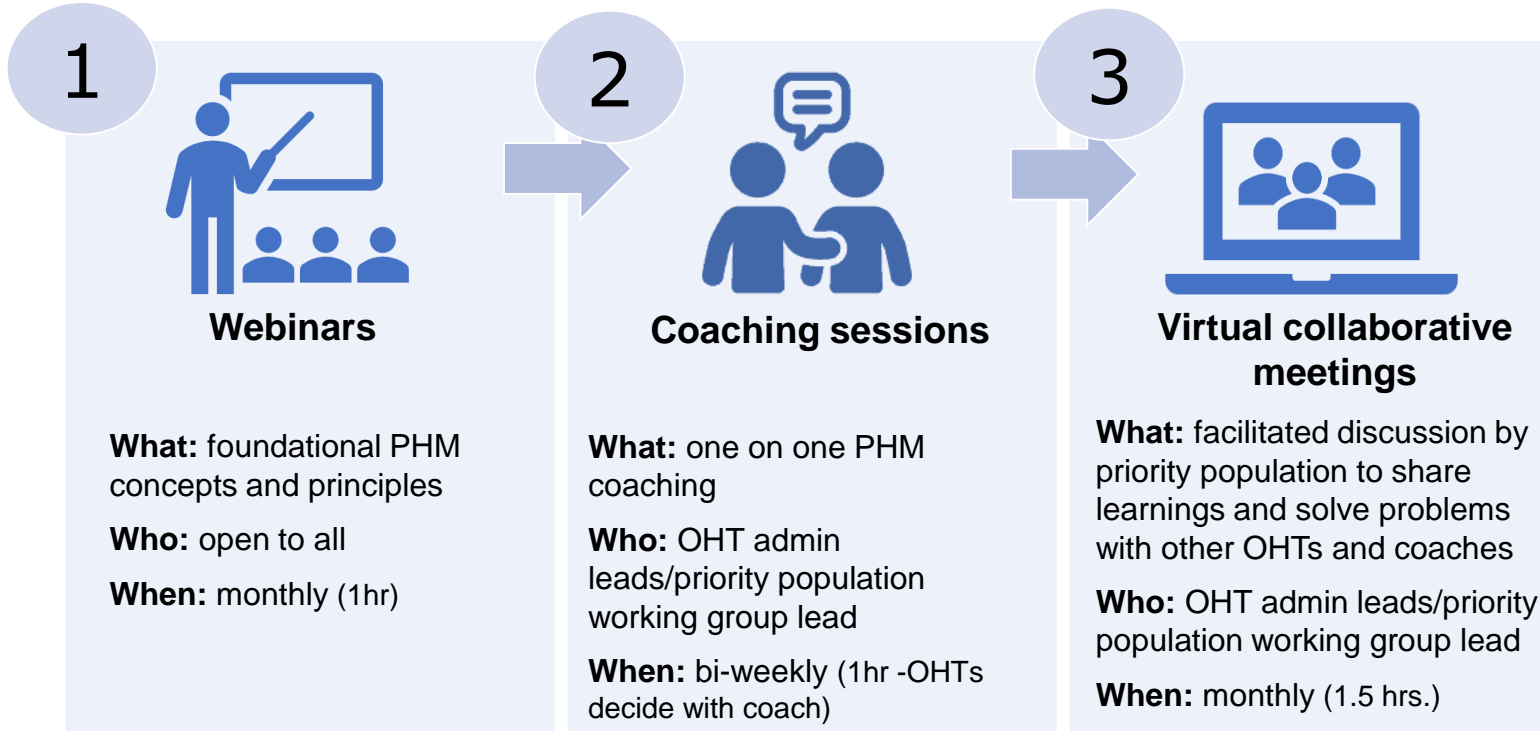 1
Webinars
What: foundational PHM
concepts and principles
Who: open to all
When: monthly (1hr)
2
Coaching sessions
What: one on one PHM
coaching
Who: OHT admin
leads/priority population
working group lead
When: bi-weekly (1hr -OHTs
decide with coach)
3
Virtual collaborative
meetings
What: facilitated discussion by
priority population to share
learnings and solve problems
with other OHTs and coaches
Who: OHT admin leads/priority
population working group lead
When: monthly (1.5 hrs.)